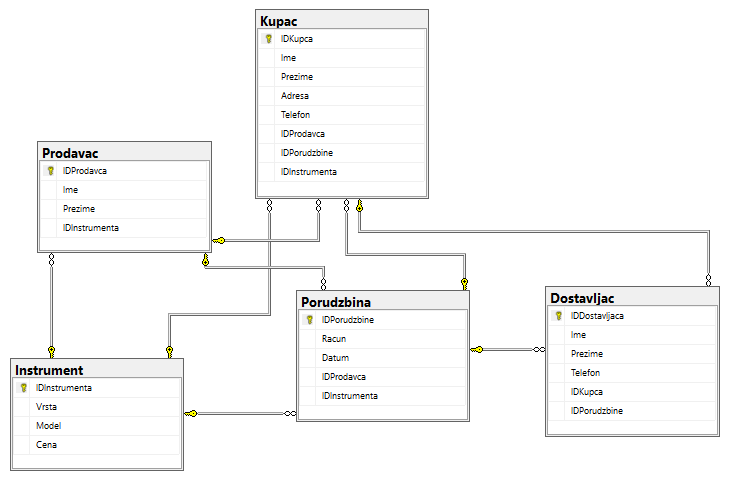 Kupac
IDKupca
Ime
Prezime
Adresa
Telefon
IDProdavca
IDPorudzbine
IDInstrumenta
Prodavac
IDProdavca
Ime
Prezime
IDInstrumenta
Porudzbina
IDPorudzbine
Racun
Datum
IDProdavca
IDInstrumenta
Dostavljac
IDDostavljaca
Ime
Prezime
Telefon
IDKupca
IDPorudzbine
Instrument
IDInstrumenta
Vrsta
Model
Cena